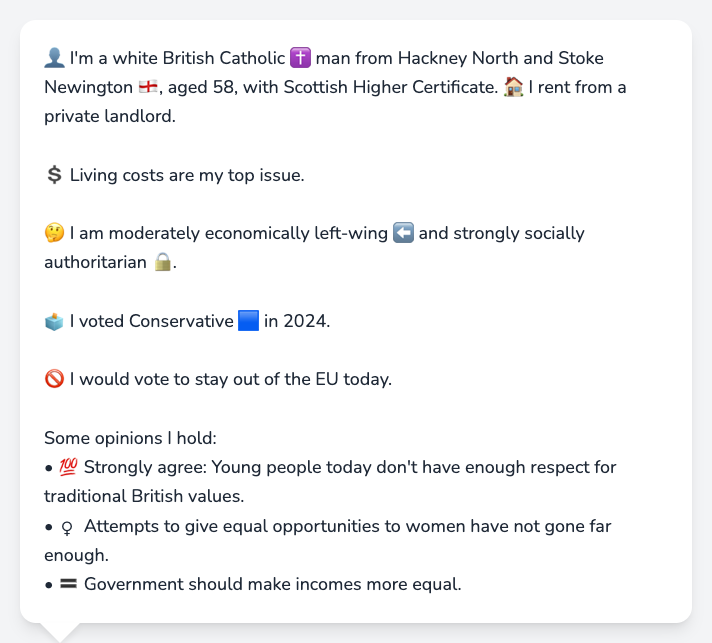 👤 I'm a white British Catholic ✝️ man from Hackney North and Stoke
Newington 🏴󠁧󠁢󠁥󠁮󠁧󠁿, aged 58, with Scottish Higher Certificate. 🏠 I rent from a
private landlord.
💲 Living costs are my top issue.
🤔 I am moderately economically left-wing ⬅️ and strongly socially
authoritarian 🔒.
🗳️ I voted Conservative 🟦 in 2024.
🚫 I would vote to stay out of the EU today.
Some opinions I hold:
• 💯 Strongly agree: Young people today don't have enough respect for
traditional British values.
• ♀ Attempts to give equal opportunities to women have not gone far
enough.
• 🟰 Government should make incomes more equal.